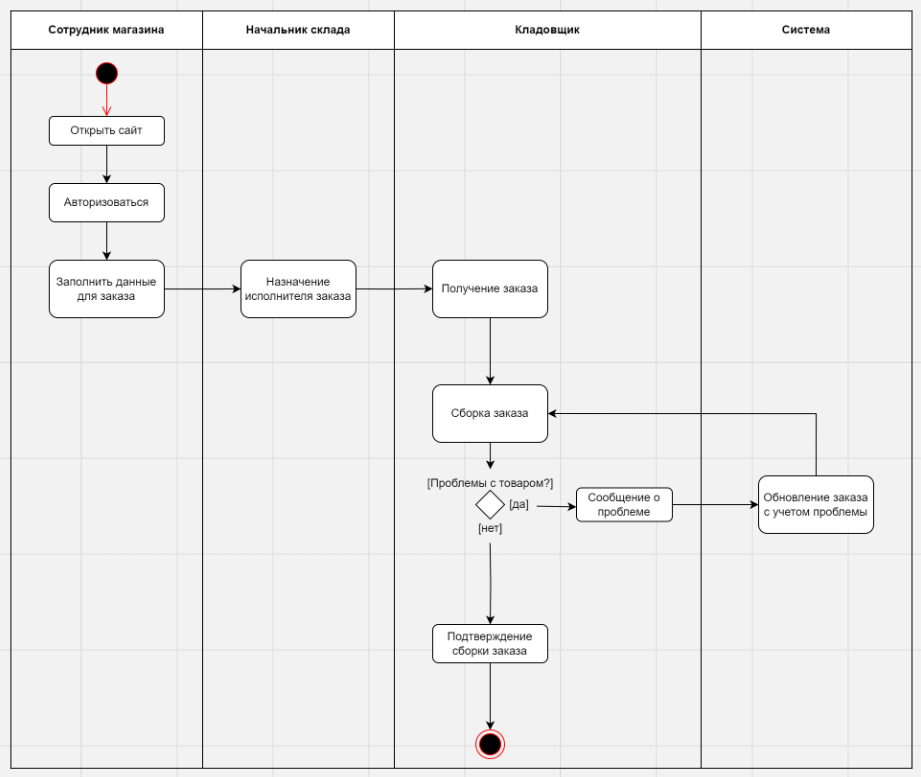 Сотрудник магазина
Начальник склада
Кладовщик
Система
Открыть сайт
Авторизоваться
Заполнить данные
для заказа
Назначение
исполнителя заказа
Получение заказа
Сборка заказа
[Проблемы с товаром?]
[да]
[нет]
Сообщение о
проблеме
Обновление заказа
с учетом проблемы
Подтверждение
сборки заказа